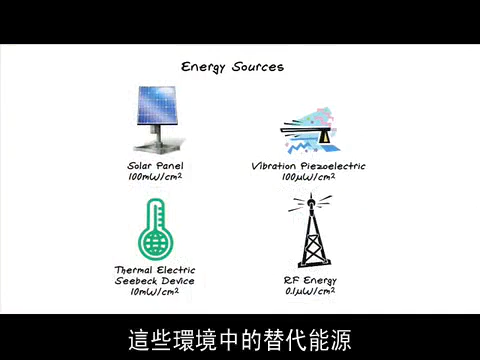 Energy Sources
Solar Panel
100mW/cm²
Vibration Piezoelectric
100μW/cm²
Thermal Electric
Seebeck Device
10mW/cm²
RF Energy
0.1μW/cm²
這些環境中的替代能源